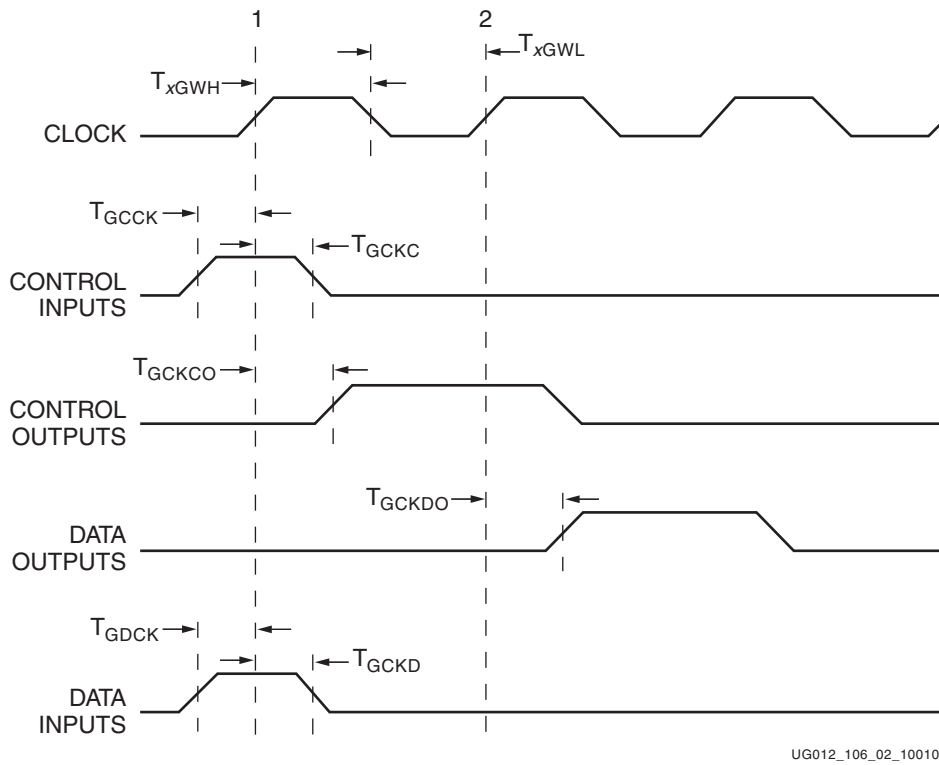 1 2
TxGWL
TxGWH
CLOCK
TGCCK
TGCKC
CONTROL
INPUTS
TGCKCO
CONTROL
OUTPUTS
TGCKDO
DATA
OUTPUTS
TGDCK
TGCKD
DATA
INPUTS
UG012_106_02_10010